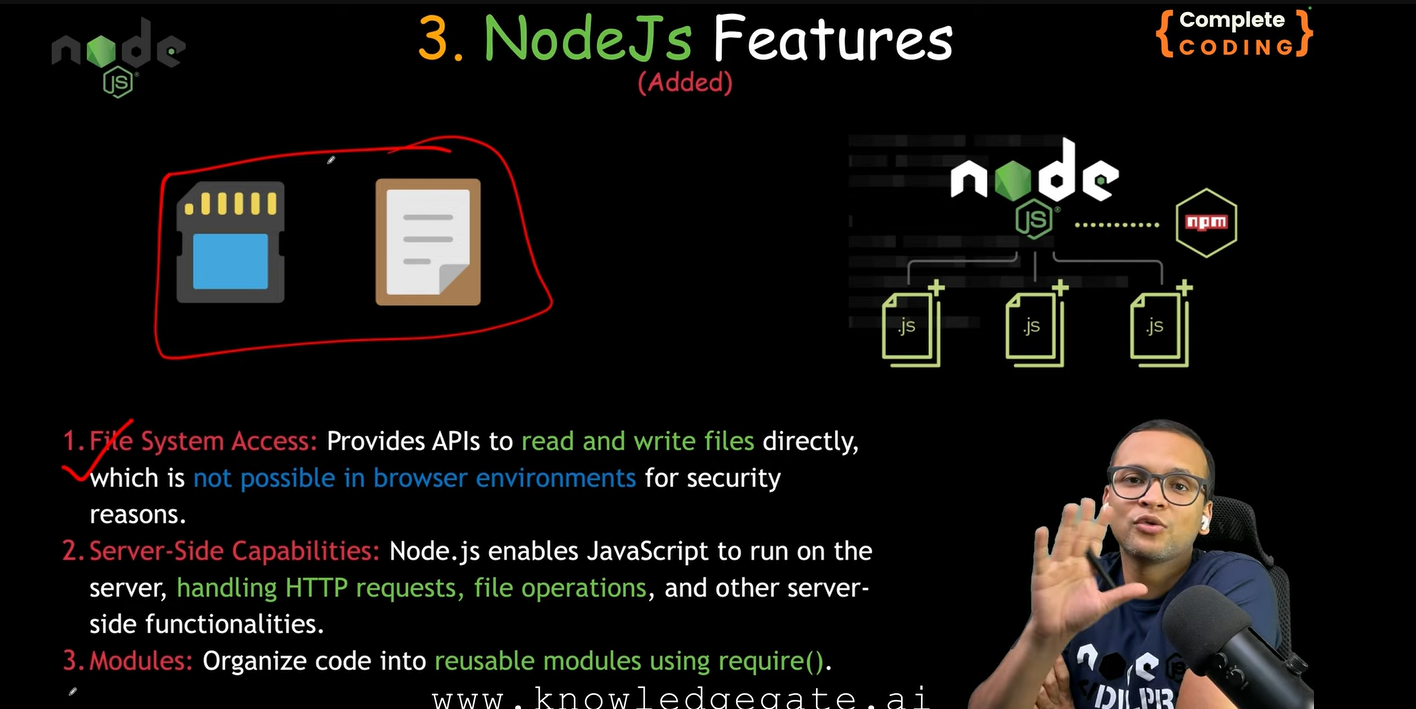 node
JS
3. NodeJs Features
(Added)
{ Complete
CODING }
node
JS
npm
.js
.js
.js
1. File System Access: Provides APIs to read and write files directly,
which is not possible in browser environments for security
reasons.
2. Server-Side Capabilities: Node.js enables JavaScript to run on the
server, handling HTTP requests, file operations, and other server-
side functionalities.
3. Modules: Organize code into reusable modules using require().
www.knowledgegate.ai